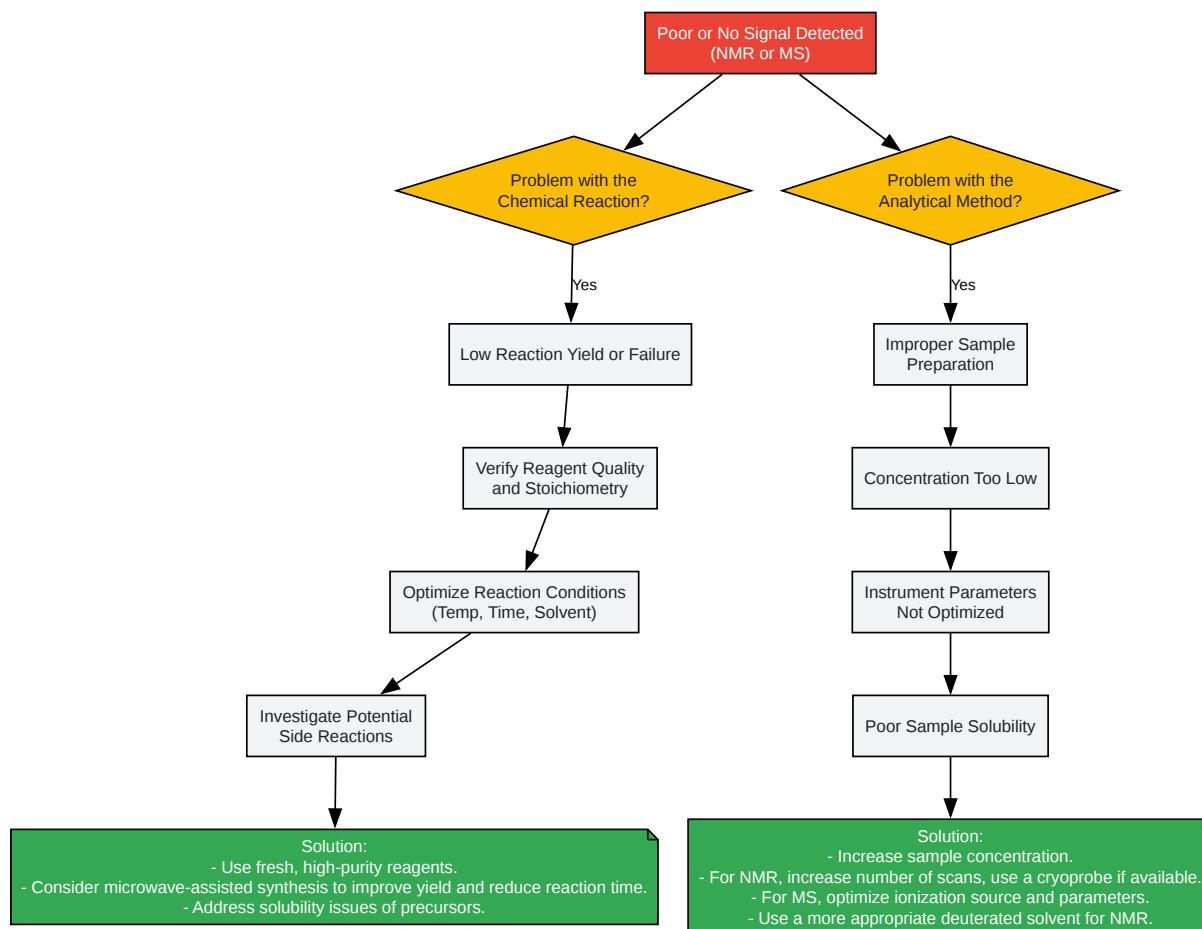 Poor or No Signal Detected
(NMR or MS)
Problem with the
Chemical Reaction?
Problem with the
Analytical Method?
Yes
Yes
Low Reaction Yield or Failure
Improper Sample
Preparation
Verify Reagent Quality
and Stoichiometry
Concentration Too Low
Optimize Reaction Conditions
(Temp, Time, Solvent)
Instrument Parameters
Not Optimized
Investigate Potential
Side Reactions
Poor Sample Solubility
Solution:
- Use fresh, high-purity reagents.
- Consider microwave-assisted synthesis to improve yield and reduce reaction time.
- Address solubility issues of precursors.
Solution:
- Increase sample concentration.
- For NMR, increase number of scans, use a cryoprobe if available.
- For MS, optimize ionization source and parameters.
- Use a more appropriate deuterated solvent for NMR.